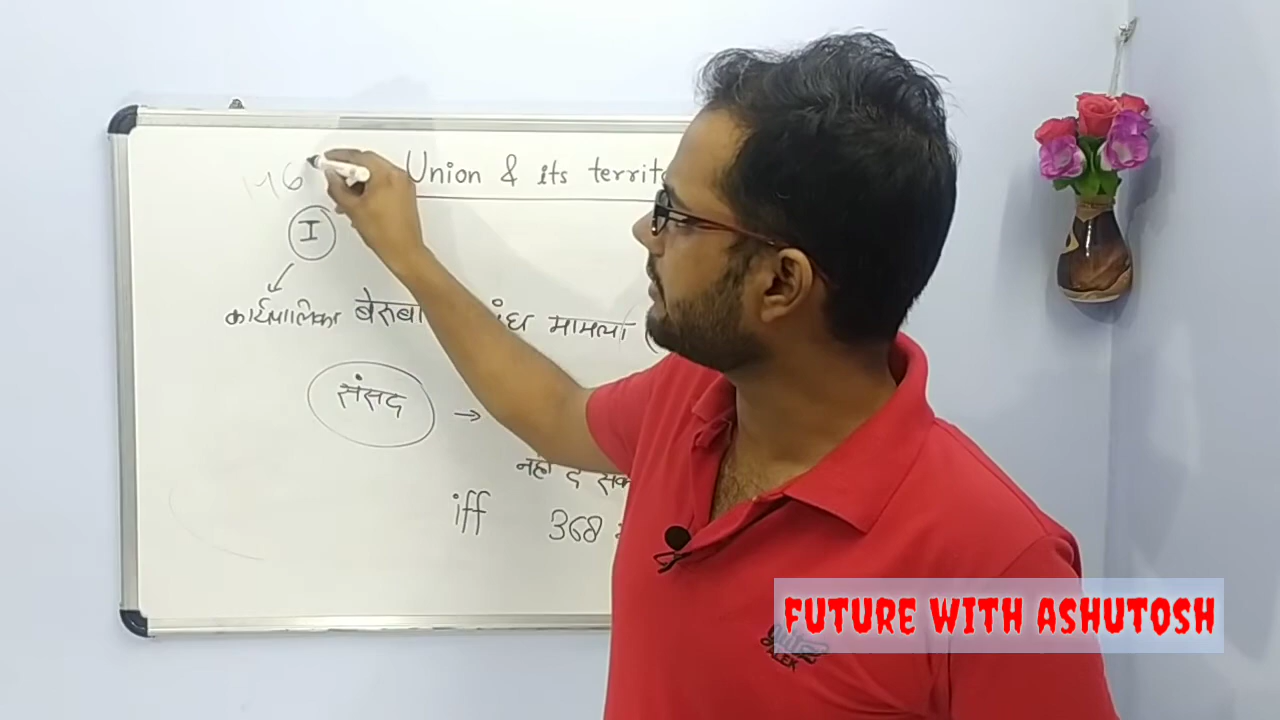 Union & its territo
I
कार्यपालिका बेरुबा संघ मामला (
संसद →
नहीं दे सक
iff 368
FUTURE WITH ASHUTOSH